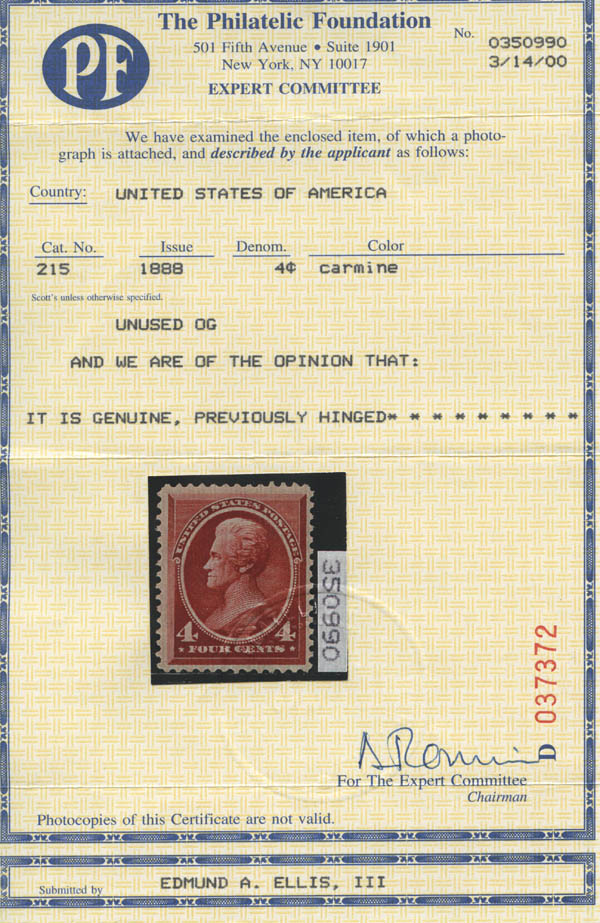 PF
The Philatelic Foundation
501 Fifth Avenue • Suite 1901
New York, NY 10017
EXPERT COMMITTEE
No. 0350990
3/14/00
We have examined the enclosed item, of which a photo-
graph is attached, and described by the applicant as follows:
Country: UNITED STATES OF AMERICA
Cat. No. Issue Denom. Color
215 1888 4¢ carmine
Scott's unless otherwise specified.
UNUSED OG
AND WE ARE OF THE OPINION THAT:
IT IS GENUINE, PREVIOUSLY HINGED* * * * * * * * *
UNITED STATES POSTAGE
4 4
FOUR CENTS
350990
D 037372
For The Expert Committee
Chairman
Photocopies of this Certificate are not valid.
Submitted by EDMUND A. ELLIS, III